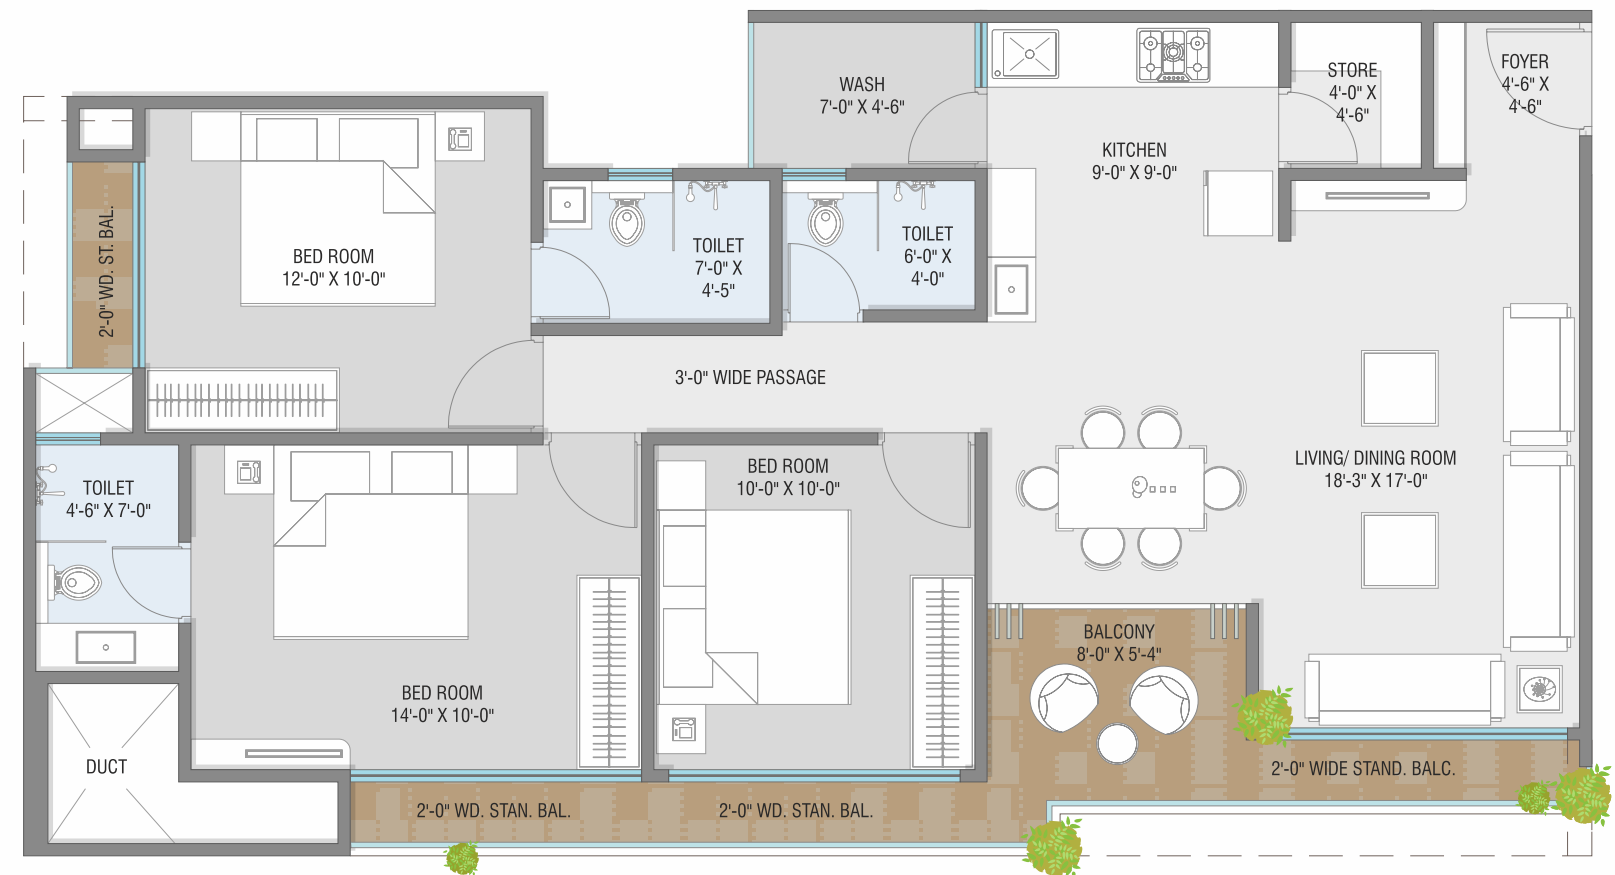 WASH
7'-0" X 4'-6"
STORE
4'-0" X
4'-6"
FOYER
4'-6" X
4'-6"
KITCHEN
9'-0" X 9'-0"
2'-0" WD. ST. BAL.
BED ROOM
12'-0" X 10'-0"
TOILET
7'-0" X
4'-5"
TOILET
6'-0" X
4'-0"
3'-0" WIDE PASSAGE
TOILET
4'-6" X 7'-0"
BED ROOM
10'-0" X 10'-0"
LIVING/ DINING ROOM
18'-3" X 17'-0"
BED ROOM
14'-0" X 10'-0"
BALCONY
8'-0" X 5'-4"
DUCT
2'-0" WIDE STAND. BALC.
2'-0" WD. STAN. BAL.
2'-0" WD. STAN. BAL.